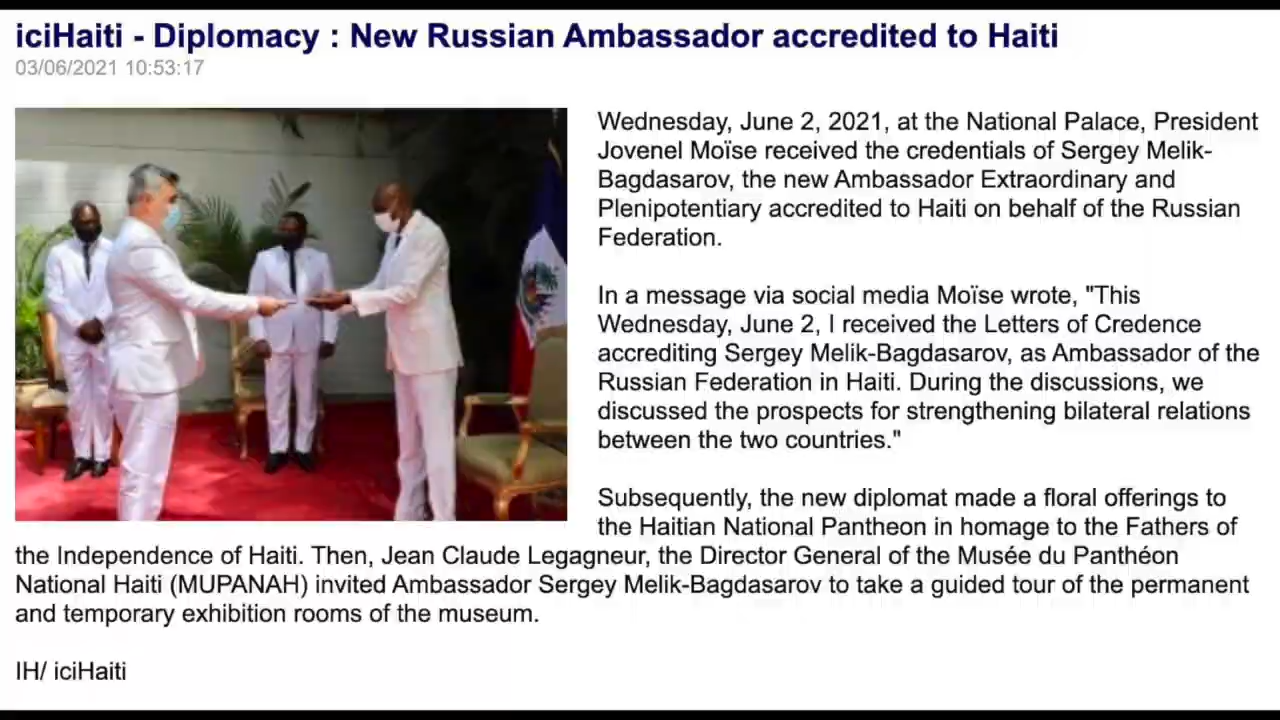 iciHaiti - Diplomacy : New Russian Ambassador accredited to Haiti
03/06/2021 10:53:17
Wednesday, June 2, 2021, at the National Palace, President
Jovenel Moïse received the credentials of Sergey Melik-
Bagdasarov, the new Ambassador Extraordinary and
Plenipotentiary accredited to Haiti on behalf of the Russian
Federation.
In a message via social media Moïse wrote, "This
Wednesday, June 2, I received the Letters of Credence
accrediting Sergey Melik-Bagdasarov, as Ambassador of the
Russian Federation in Haiti. During the discussions, we
discussed the prospects for strengthening bilateral relations
between the two countries."
Subsequently, the new diplomat made a floral offerings to
the Haitian National Pantheon in homage to the Fathers of
the Independence of Haiti. Then, Jean Claude Legagneur, the Director General of the Musée du Panthéon
National Haiti (MUPANAH) invited Ambassador Sergey Melik-Bagdasarov to take a guided tour of the permanent
and temporary exhibition rooms of the museum.
IH/ iciHaiti